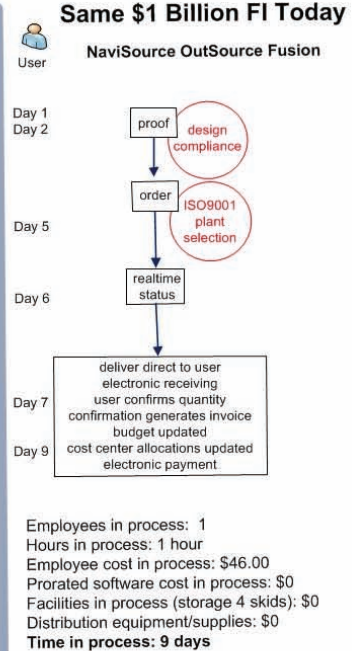 Same $1 Billion FI Today
User
NaviSource OutSource Fusion
Day 1
Day 2
proof
design
compliance
order
ISO9001
plant
selection
Day 5
realtime
status
Day 6
deliver direct to user
electronic receiving
Day 7
user confirms quantity
confirmation generates invoice
budget updated
Day 9
cost center allocations updated
electronic payment
Employees in process: 1
Hours in process: 1 hour
Employee cost in process: $46.00
Prorated software cost in process: $0
Facilities in process (storage 4 skids): $0
Distribution equipment/supplies: $0
Time in process: 9 days